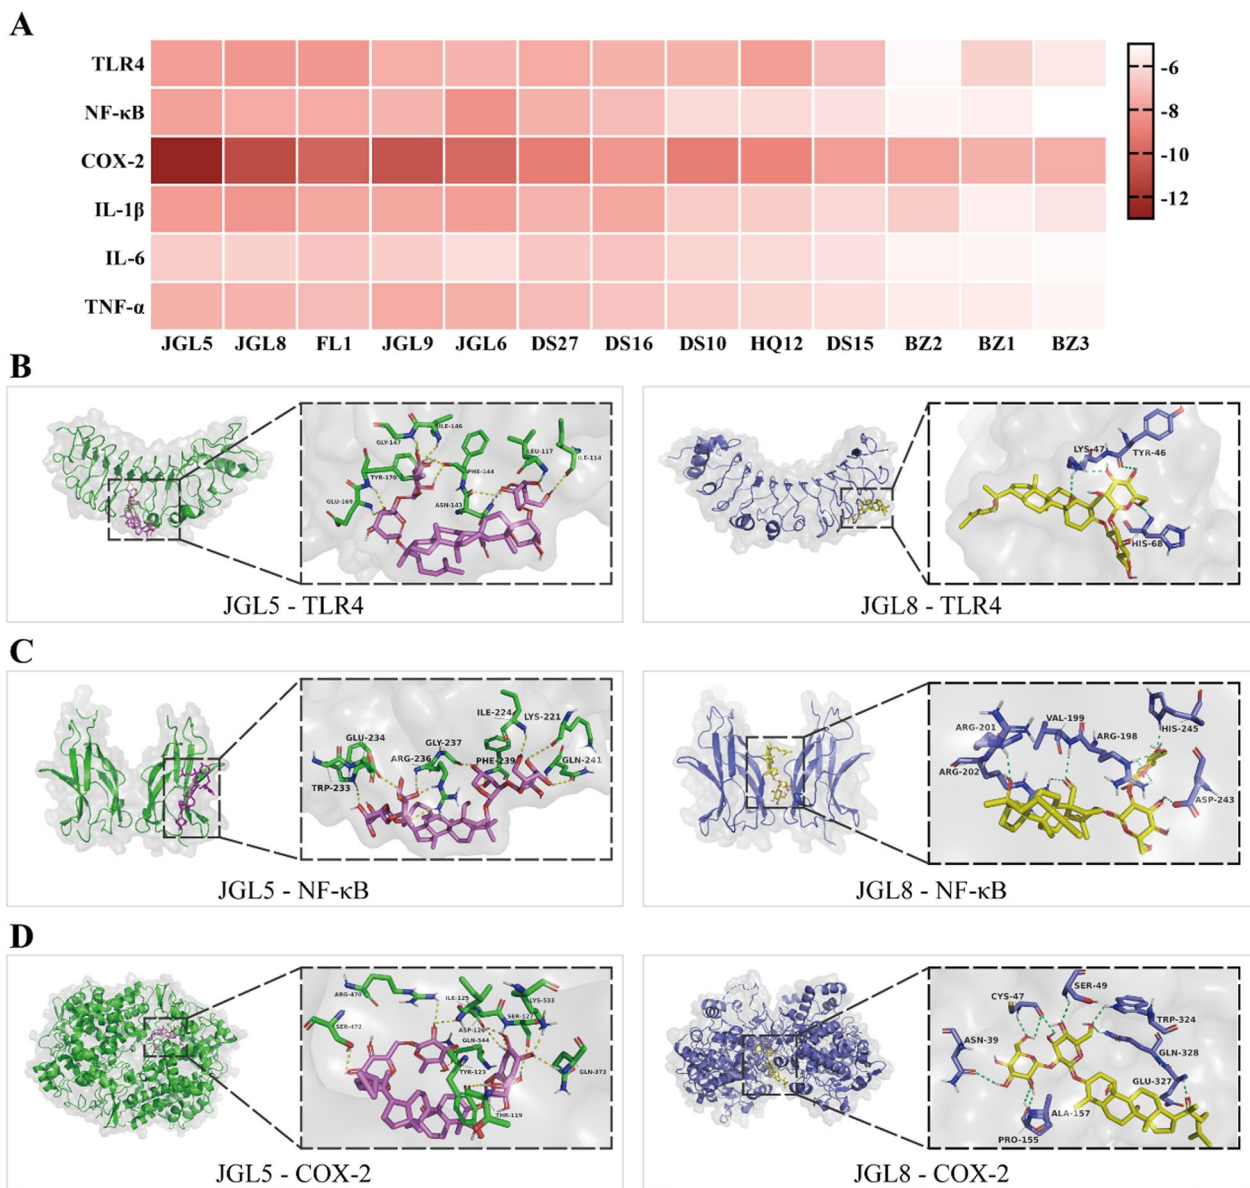 A
TLR4
NF-κB
COX-2
IL-1β
IL-6
TNF-α
JGL5 JGL8 FL1 JGL9 JGL6 DS27 DS16 DS10 HQ12 DS15 BZ2 BZ1 BZ3
-6
-8
-10
-12
B
ILE-146
GLY-147
LEU-117
ILE-114
TYR-170
PHE-144
GLU-169
ASN-143
JGL5 - TLR4
LYS-47
TYR-46
HIS-68
JGL8 - TLR4
C
ILE-224
LYS-221
GLU-234
GLY-237
ARG-236
PHE-239
GLN-241
TRP-233
JGL5 - NF-κB
ARG-201
VAL-199
HIS-245
ARG-198
ARG-202
ASP-243
JGL8 - NF-κB
D
ARG-470
ILE-125
LYS-533
SER-472
ASP-126
SER-127
GLN-544
TYR-123
GLN-373
THR-119
JGL5 - COX-2
SER-49
CYS-47
TRP-324
ASN-39
GLN-328
GLU-327
ALA-157
PRO-155
JGL8 - COX-2